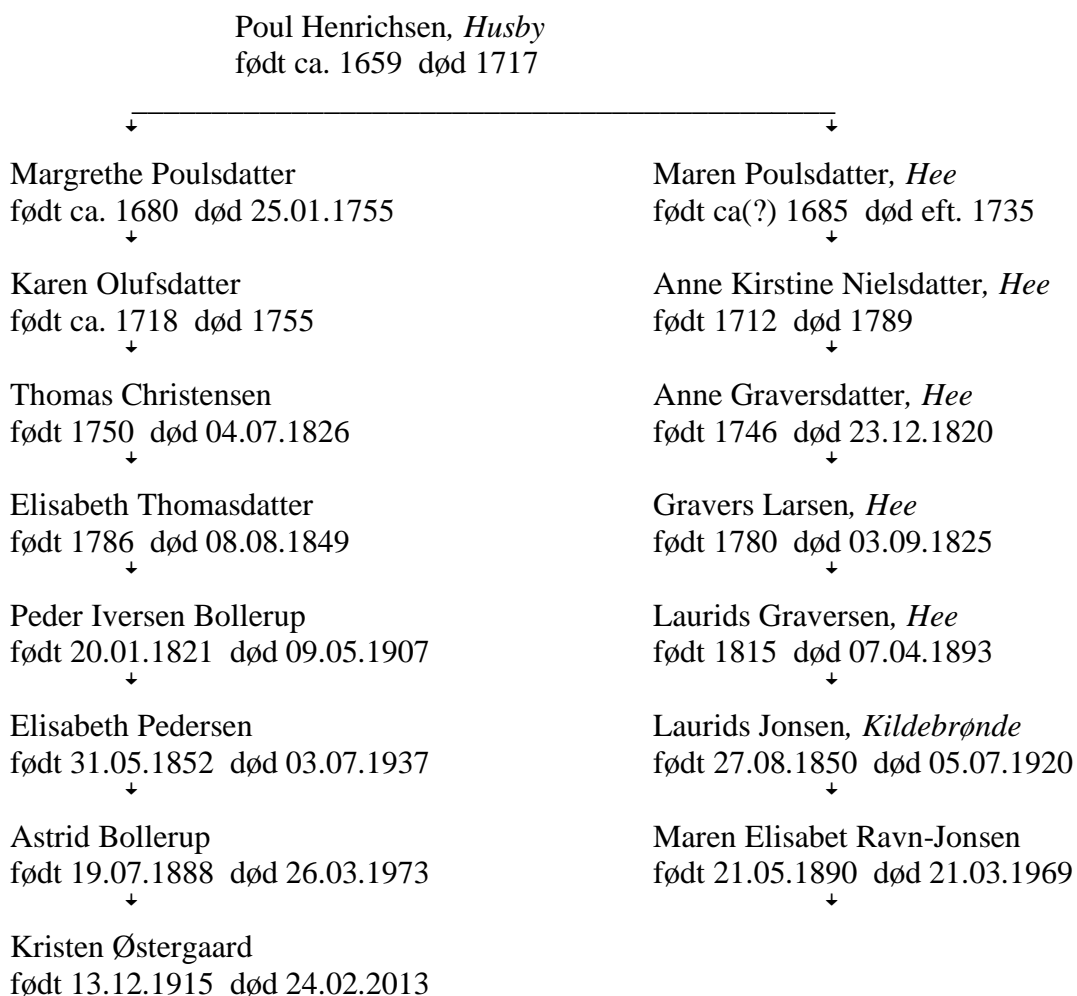 Poul Henrichsen, Husby
født ca. 1659 død 1717
Margrethe Poulsdatter
født ca. 1680 død 25.01.1755
Karen Olufsdatter
født ca. 1718 død 1755
Thomas Christensen
født 1750 død 04.07.1826
Elisabeth Thomasdatter
født 1786 død 08.08.1849
Peder Iversen Bollerup
født 20.01.1821 død 09.05.1907
Elisabeth Pedersen
født 31.05.1852 død 03.07.1937
Astrid Bollerup
født 19.07.1888 død 26.03.1973
Kristen Østergaard
født 13.12.1915 død 24.02.2013
Maren Poulsdatter, Hee
født ca(?) 1685 død eft. 1735
Anne Kirstine Nielsdatter, Hee
født 1712 død 1789
Anne Graversdatter, Hee
født 1746 død 23.12.1820
Gravers Larsen, Hee
født 1780 død 03.09.1825
Laurids Graversen, Hee
født 1815 død 07.04.1893
Laurids Jonsen, Kildebrønde
født 27.08.1850 død 05.07.1920
Maren Elisabet Ravn-Jonsen
født 21.05.1890 død 21.03.1969